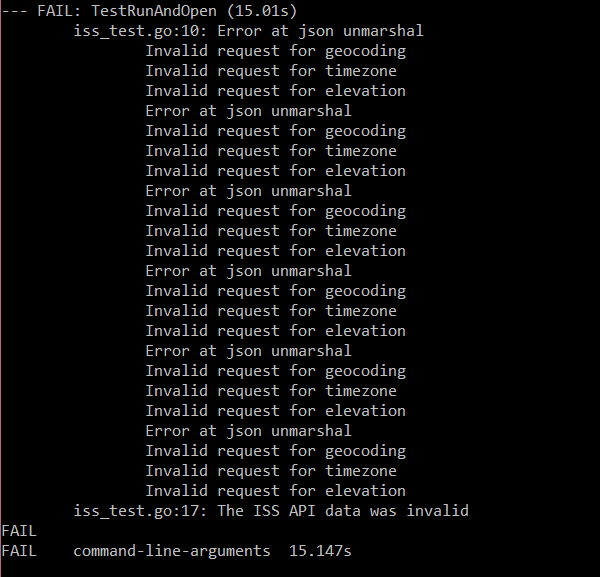 --- FAIL: TestRunAndOpen (15.01s)
iss_test.go:10: Error at json unmarshal
Invalid request for geocoding
Invalid request for timezone
Invalid request for elevation
Error at json unmarshal
Invalid request for geocoding
Invalid request for timezone
Invalid request for elevation
Error at json unmarshal
Invalid request for geocoding
Invalid request for timezone
Invalid request for elevation
Error at json unmarshal
Invalid request for geocoding
Invalid request for timezone
Invalid request for elevation
Error at json unmarshal
Invalid request for geocoding
Invalid request for timezone
Invalid request for elevation
Error at json unmarshal
Invalid request for geocoding
Invalid request for timezone
Invalid request for elevation
iss_test.go:17: The ISS API data was invalid
FAIL
FAIL    command-line-arguments  15.147s